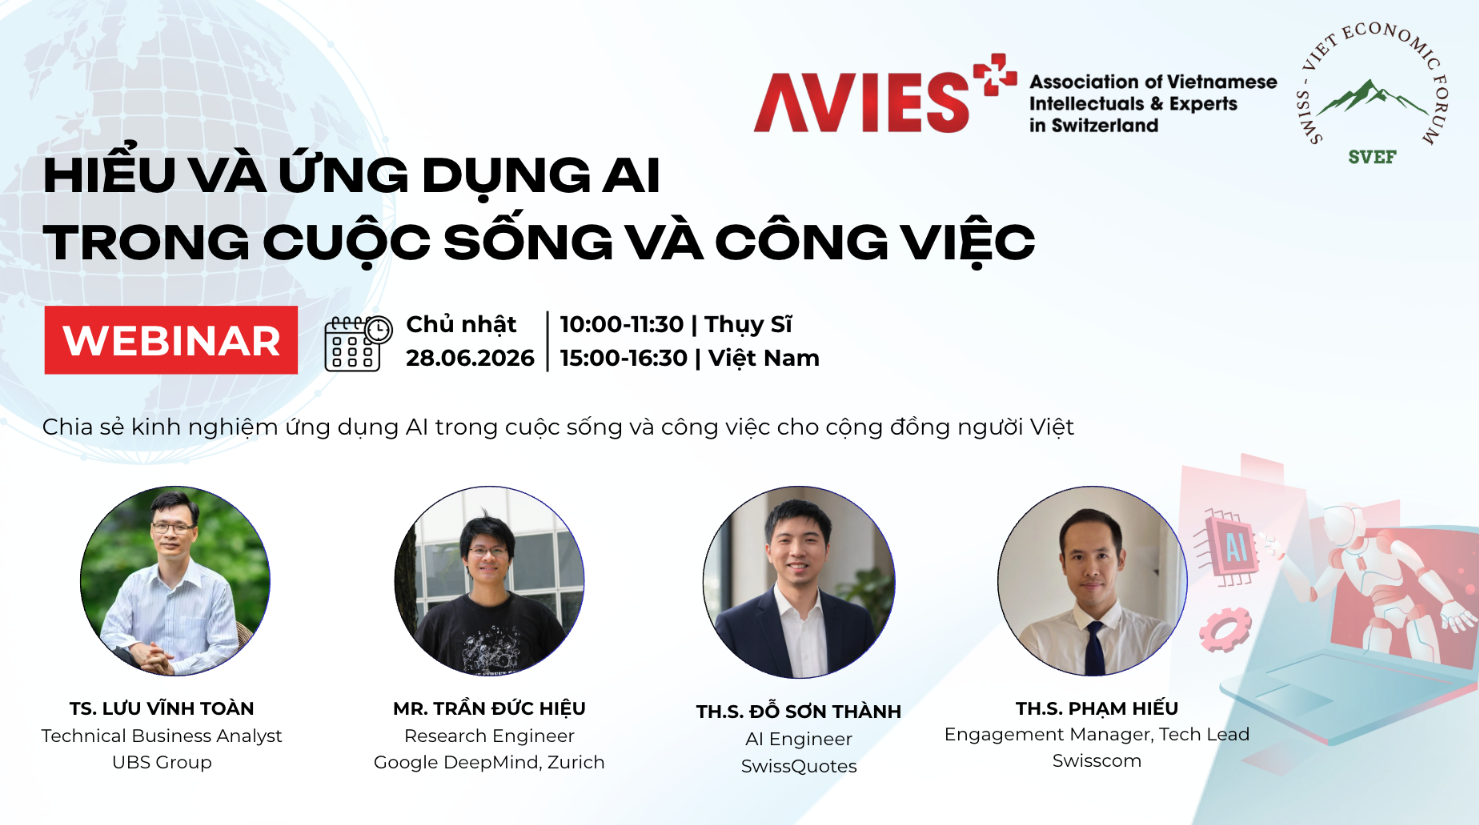 AVIES
Association of Vietnamese
Intellectuals & Experts
in Switzerland
SWISS - VIET ECONOMIC FORUM
SVEF
HIỂU VÀ ỨNG DỤNG AI
TRONG CUỘC SỐNG VÀ CÔNG VIỆC
WEBINAR
Chủ nhật
28.06.2026
10:00-11:30 | Thụy Sĩ
15:00-16:30 | Việt Nam
Chia sẻ kinh nghiệm ứng dụng AI trong cuộc sống và công việc cho cộng đồng người Việt
AI
TS. LƯU VĨNH TOÀN
Technical Business Analyst
UBS Group
MR. TRẦN ĐỨC HIỆU
Research Engineer
Google DeepMind, Zurich
TH.S. ĐỖ SƠN THÀNH
AI Engineer
SwissQuotes
TH.S. PHẠM HIẾU
Engagement Manager, Tech Lead
Swisscom